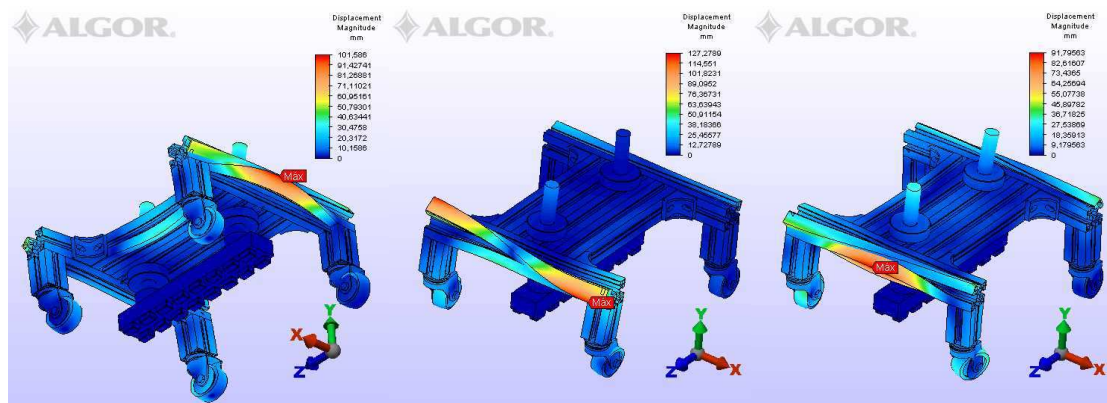 ALGOR®
Displacement
Magnitude
mm
101,586
91,42741
81,26881
71,11021
60,95161
50,79301
40,63441
30,4758
20,3172
10,1586
0
Máx
Y
X
Z
ALGOR®
Displacement
Magnitude
mm
127,2789
114,551
101,8231
89,0952
76,36731
63,63943
50,91154
38,18366
25,45577
12,72789
0
Máx
Y
X
Z
ALGOR®
Displacement
Magnitude
mm
91,79563
82,61607
73,4365
64,25694
55,07738
45,89782
36,71825
27,53869
18,35913
9,179563
0
Máx
Y
X
Z